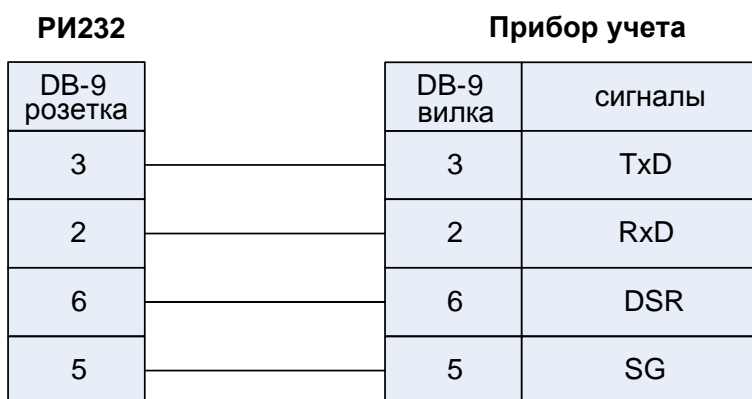 РИ232 Прибор учета
DB-9 розетка DB-9 вилка сигналы
3 3 TxD
2 2 RxD
6 6 DSR
5 5 SG